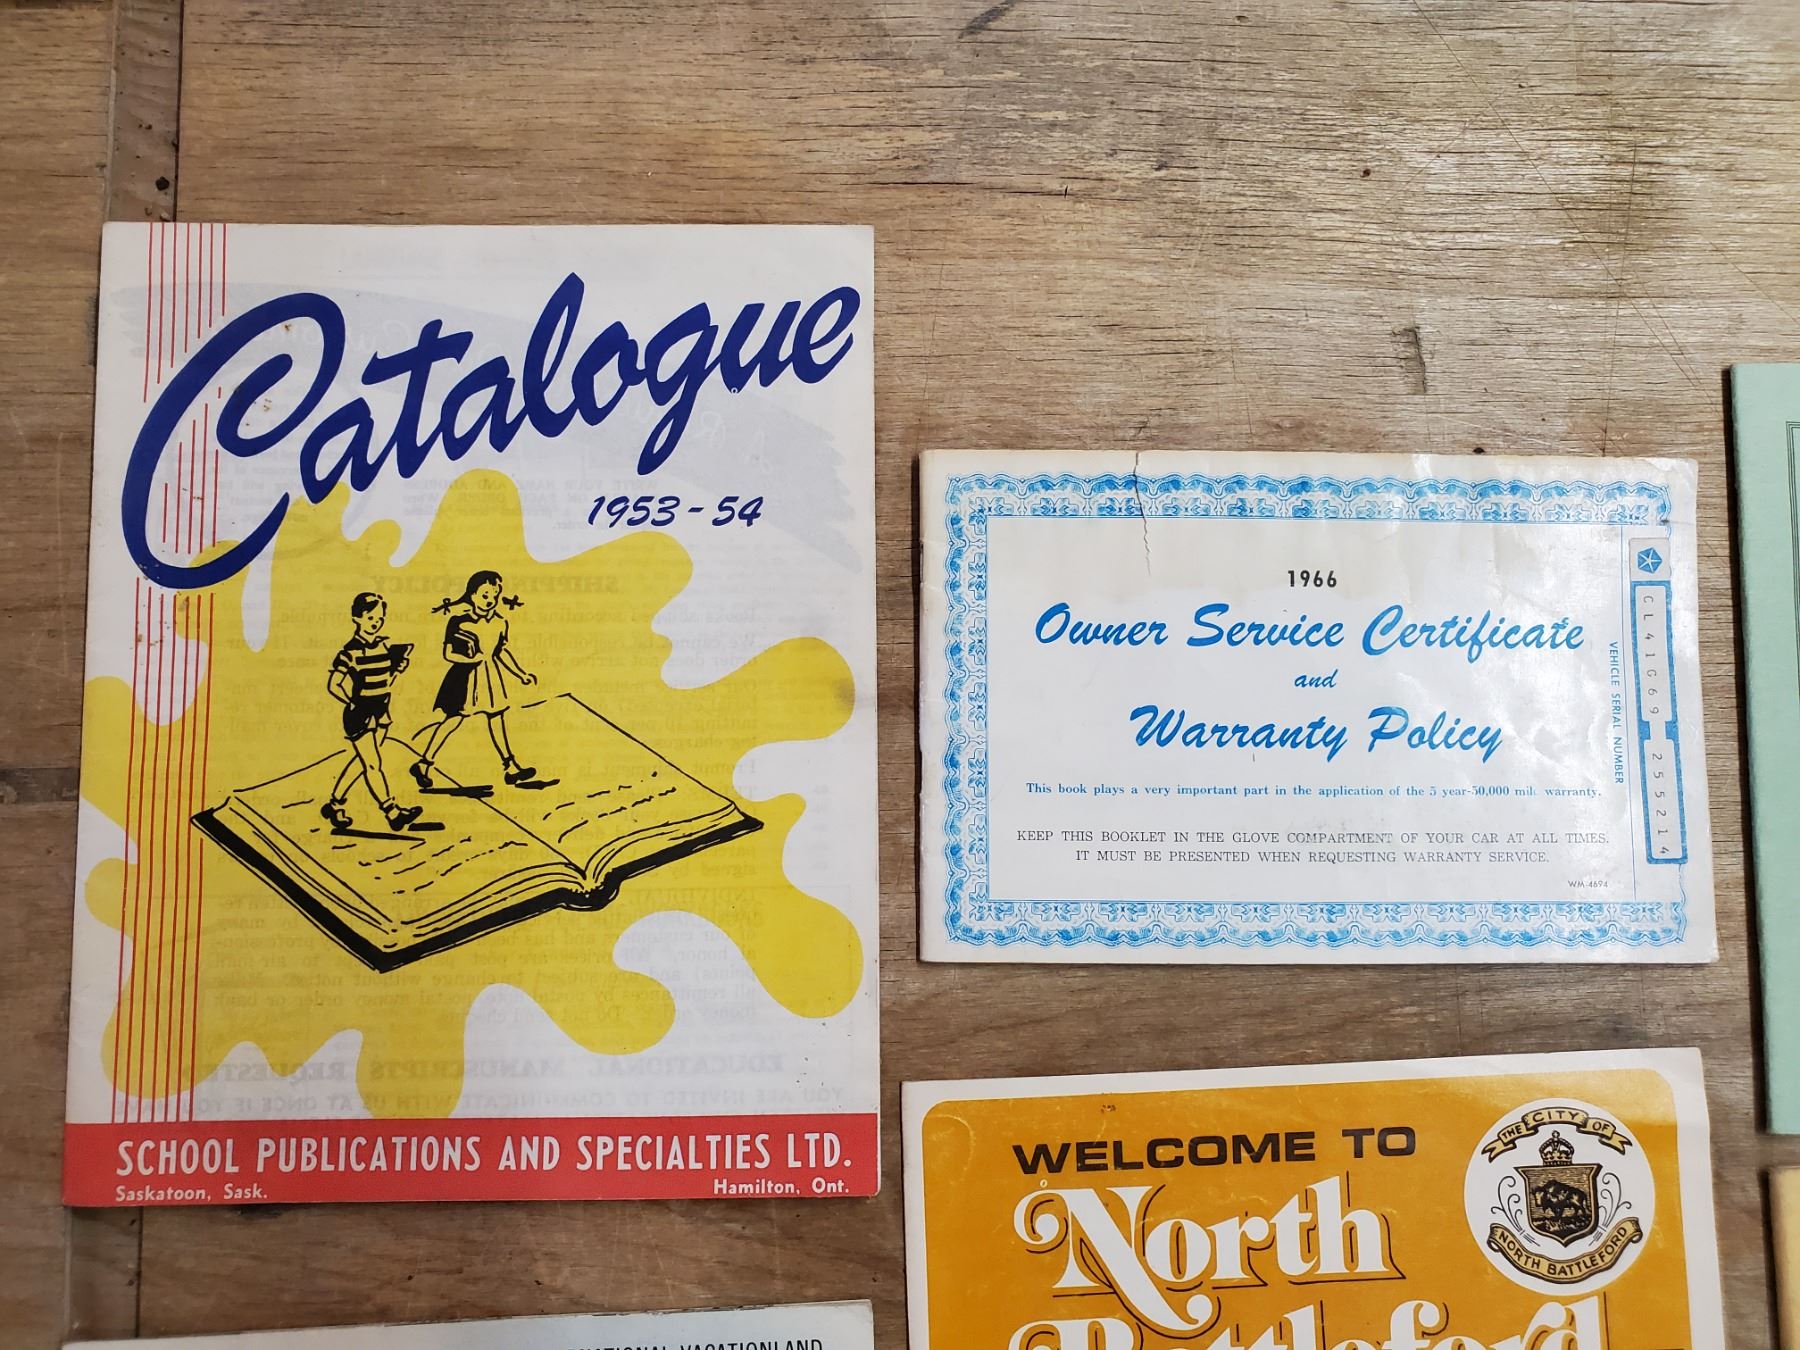 Catalogue
1953-54
SCHOOL PUBLICATIONS AND SPECIALTIES LTD.
Saskatoon, Sask.
Hamilton, Ont.
1966
Owner Service Certificate
and
Warranty Policy
This book plays a very important part in the application of the 5 year-50,000 mile warranty.
KEEP THIS BOOKLET IN THE GLOVE COMPARTMENT OF YOUR CAR AT ALL TIMES.
IT MUST BE PRESENTED WHEN REQUESTING WARRANTY SERVICE.
WM-4694
VEHICLE SERIAL NUMBER
CL41G69 255214
WELCOME TO
North
Battleford
THE CITY OF
NORTH BATTLEFORD
VACATIONLAND